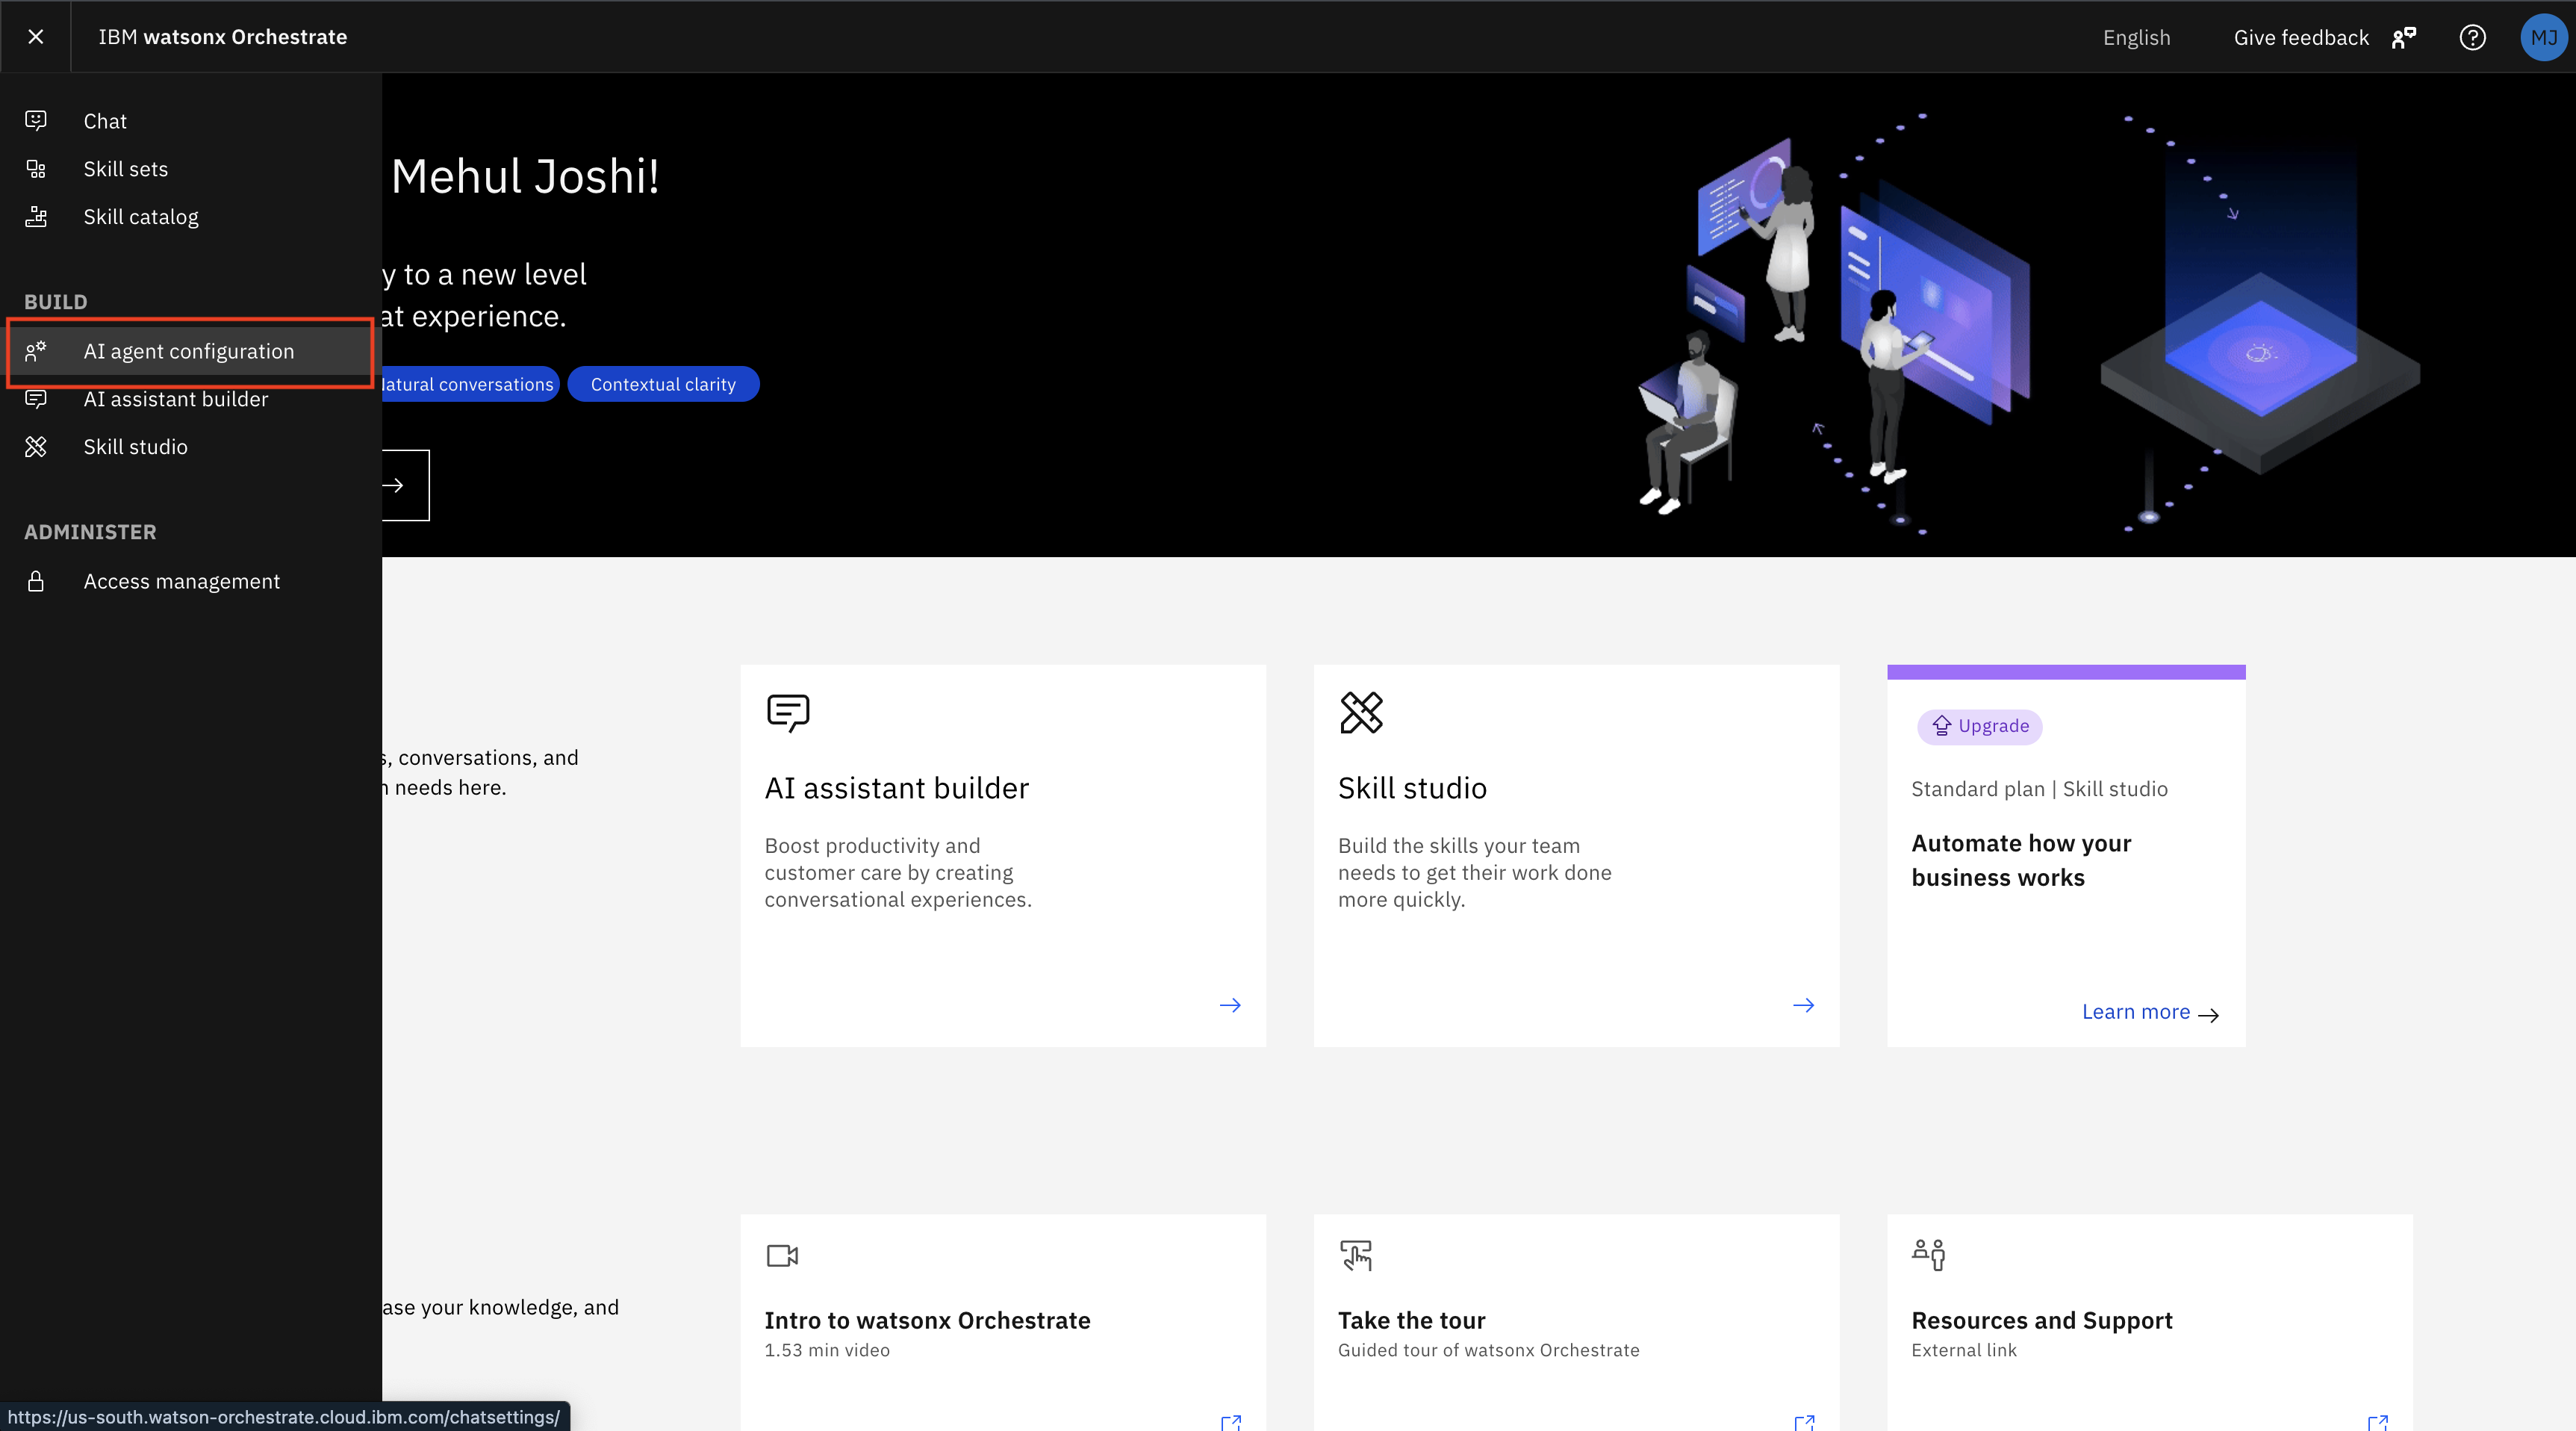 IBM watsonx Orchestrate
English
Give feedback
MJ
Chat
Skill sets
Skill catalog
BUILD
AI agent configuration
AI assistant builder
Skill studio
ADMINISTER
Access management
Mehul Joshi!
y to a new level
at experience.
atural conversations
Contextual clarity
s, conversations, and
needs here.
AI assistant builder
Boost productivity and
customer care by creating
conversational experiences.
Skill studio
Build the skills your team
needs to get their work done
more quickly.
Upgrade
Standard plan | Skill studio
Automate how your
business works
Learn more
ase your knowledge, and
Intro to watsonx Orchestrate
1.53 min video
Take the tour
Guided tour of watsonx Orchestrate
Resources and Support
External link
https://us-south.watson-orchestrate.cloud.ibm.com/chatsettings/